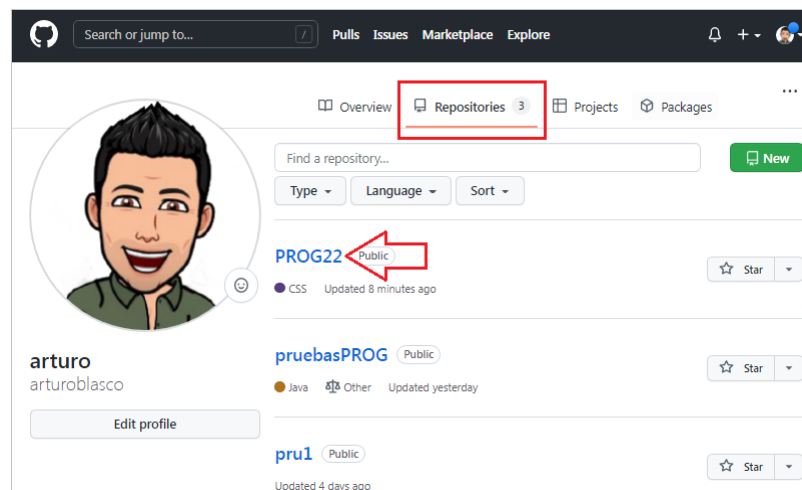 Search or jump to... / Pulls Issues Marketplace Explore
Overview Repositories 3 Projects Packages
Find a repository... New
Type Language Sort
PROG22 Public
Star
CSS Updated 8 minutes ago
arturo
arturoblasco
Edit profile
pruebasPROG Public
Star
Java Other Updated yesterday
pru1 Public
Star
Updated 4 days ago